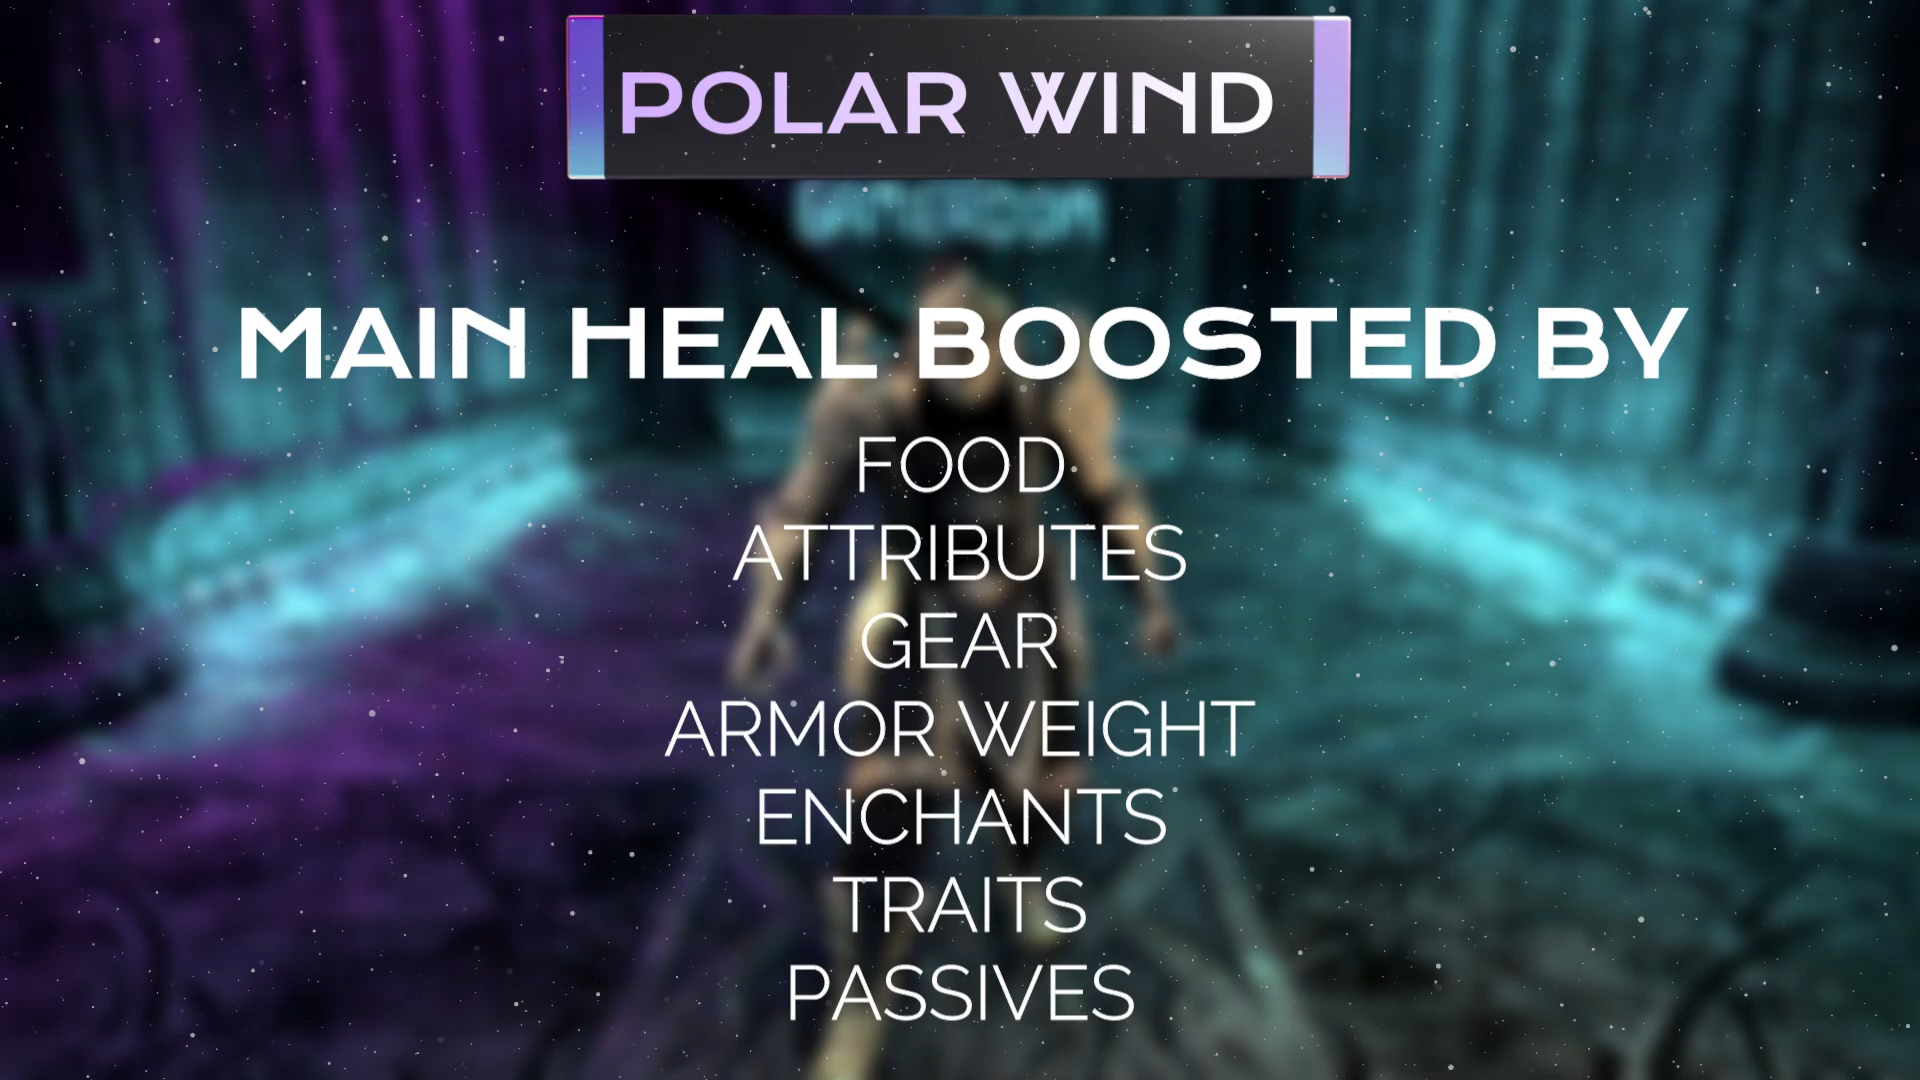 POLAR WIND
MAIN HEAL BOOSTED BY
FOOD
ATTRIBUTES
GEAR
ARMOR WEIGHT
ENCHANTS
TRAITS
PASSIVES